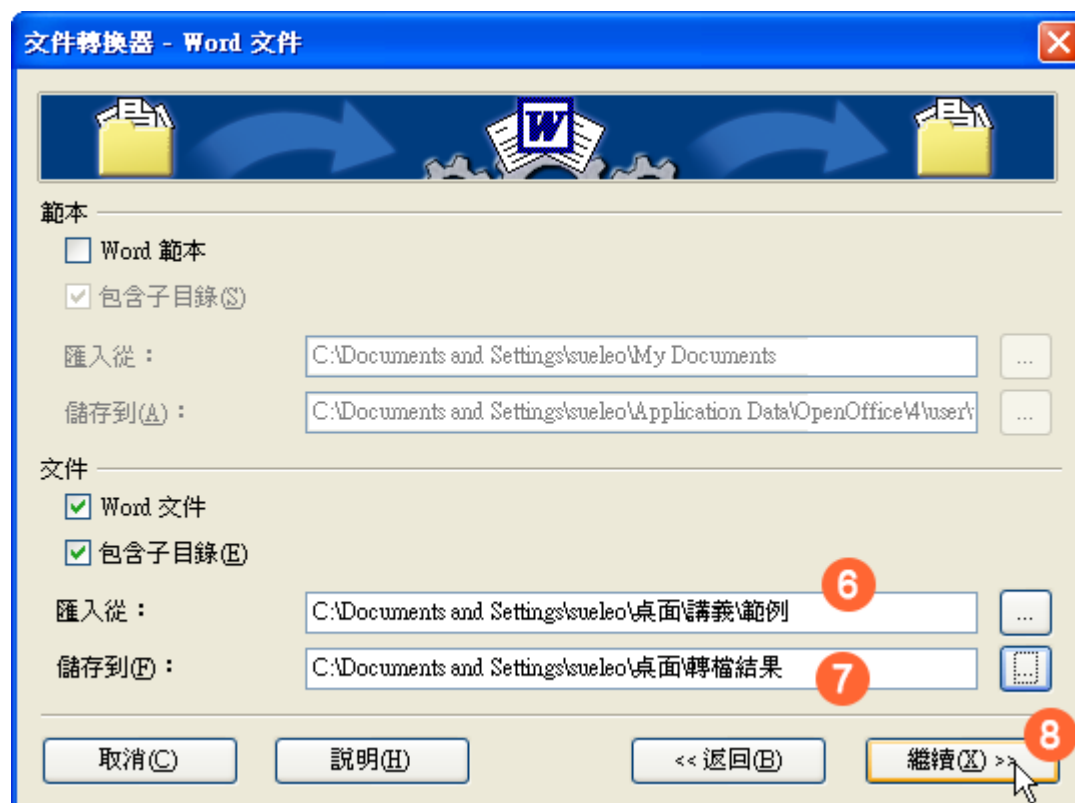 文件轉換器 - Word 文件
W
範本
Word 範本
包含子目錄(S)
匯入從：
C:\Documents and Settings\sueleo\My Documents
...
儲存到(A)：
C:\Documents and Settings\sueleo\Application Data\OpenOffice\4\user\
...
文件
Word 文件
包含子目錄(E)
6
匯入從：
C:\Documents and Settings\sueleo\桌面\講義\範例
...
儲存到(F)：
C:\Documents and Settings\sueleo\桌面\轉檔結果
7
...
8
取消(C)
說明(H)
<< 返回(B)
繼續(X) >>